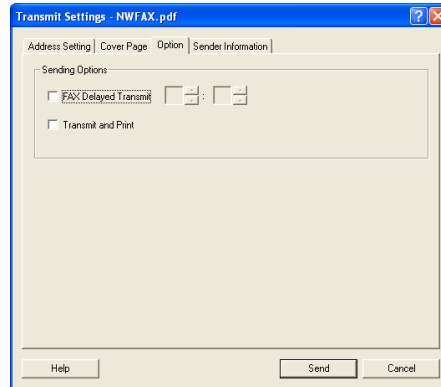 Transmit Settings - NWFAX.pdf
Address Setting Cover Page Option Sender Information
Sending Options
FAX Delayed Transmit :
Transmit and Print
Help Send Cancel